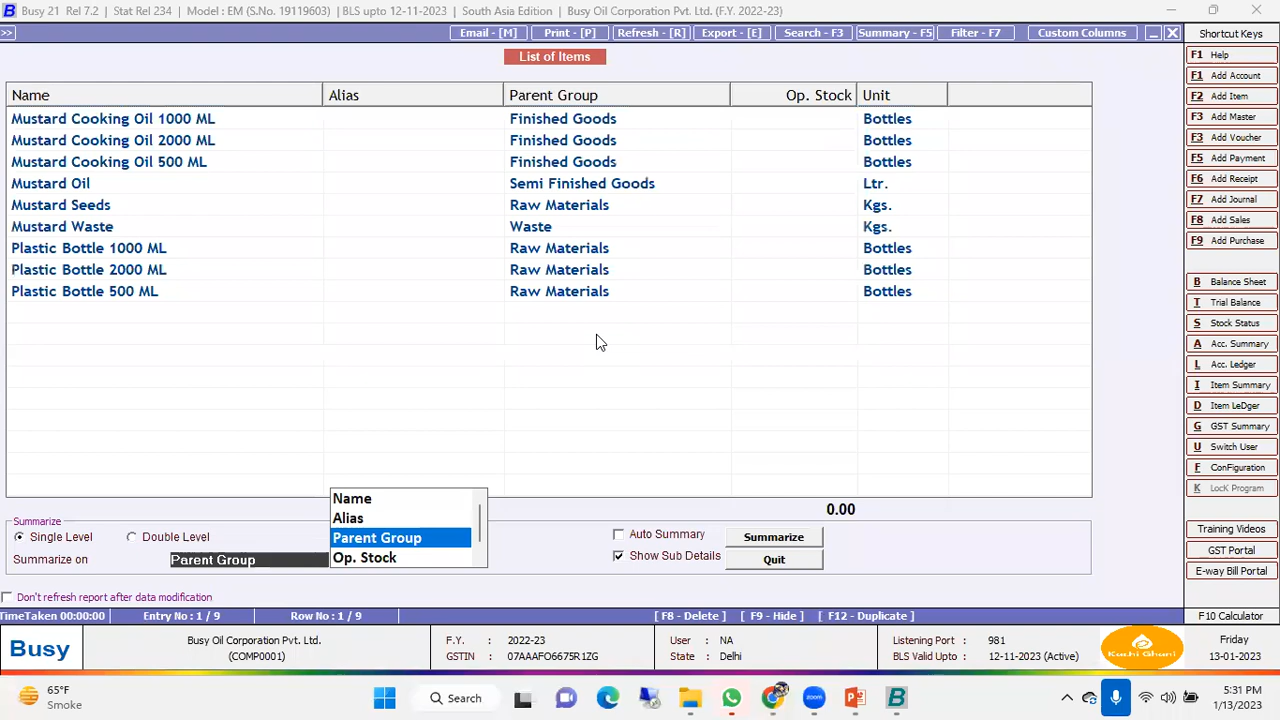 Busy 21 Rel 7.2 | Stat Rel 234 | Model : EM (S.No. 19119603) | BLS upto 12-11-2023 | South Asia Edition | Busy Oil Corporation Pvt. Ltd. (F.Y. 2022-23)
>> Email - [M] Print - [P] Refresh - [R] Export - [E] Search - F3 Summary - F5 Filter - F7 Custom Columns
Shortcut Keys
List of Items
Name Alias Parent Group Op. Stock Unit
Mustard Cooking Oil 1000 ML Finished Goods Bottles
Mustard Cooking Oil 2000 ML Finished Goods Bottles
Mustard Cooking Oil 500 ML Finished Goods Bottles
Mustard Oil Semi Finished Goods Ltr.
Mustard Seeds Raw Materials Kgs.
Mustard Waste Waste Kgs.
Plastic Bottle 1000 ML Raw Materials Bottles
Plastic Bottle 2000 ML Raw Materials Bottles
Plastic Bottle 500 ML Raw Materials Bottles
0.00
Summarize
Single Level Double Level
Summarize on Parent Group
Name
Alias
Parent Group
Op. Stock
Auto Summary Summarize
Show Sub Details Quit
Don't refresh report after data modification
F1 Help
F1 Add Account
F2 Add Item
F3 Add Master
F3 Add Voucher
F5 Add Payment
F6 Add Receipt
F7 Add Journal
F8 Add Sales
F9 Add Purchase
B Balance Sheet
T Trial Balance
S Stock Status
A Acc. Summary
L Acc. Ledger
I Item Summary
D Item LeDger
G GST Summary
U Switch User
F ConFiguration
K LocK Program
Training Videos
GST Portal
E-way Bill Portal
F10 Calculator
TimeTaken 00:00:00 Entry No : 1 / 9 Row No : 1 / 9 [ F8 - Delete ] [ F9 - Hide ] [ F12 - Duplicate ]
Busy
Busy Oil Corporation Pvt. Ltd.
(COMP0001)
F.Y. : 2022-23
GSTIN : 07AAAFO6675R1ZG
User : NA
State : Delhi
Listening Port : 981
BLS Valid Upto : 12-11-2023 (Active)
Kachi Ghani
Friday
13-01-2023
65°F
Smoke
Search
5:31 PM
1/13/2023